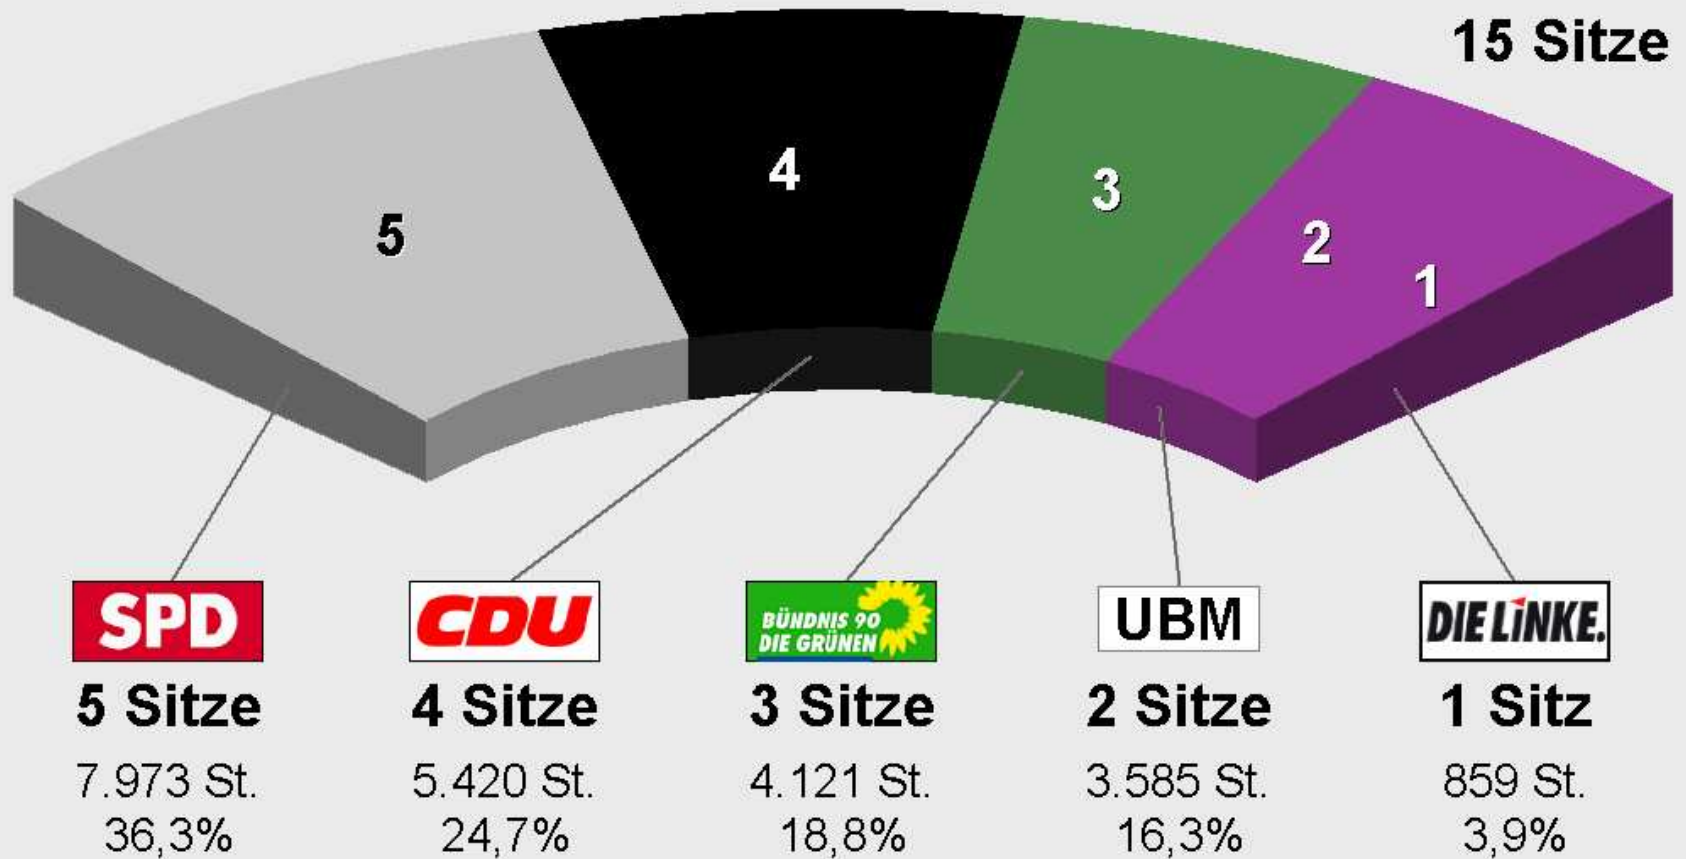 15 Sitze
5
4
3
2
1
SPD
CDU
BÜNDNIS 90
DIE GRÜNEN
UBM
DIE LiNKE.
5 Sitze
4 Sitze
3 Sitze
2 Sitze
1 Sitz
7.973 St.
5.420 St.
4.121 St.
3.585 St.
859 St.
36,3%
24,7%
18,8%
16,3%
3,9%